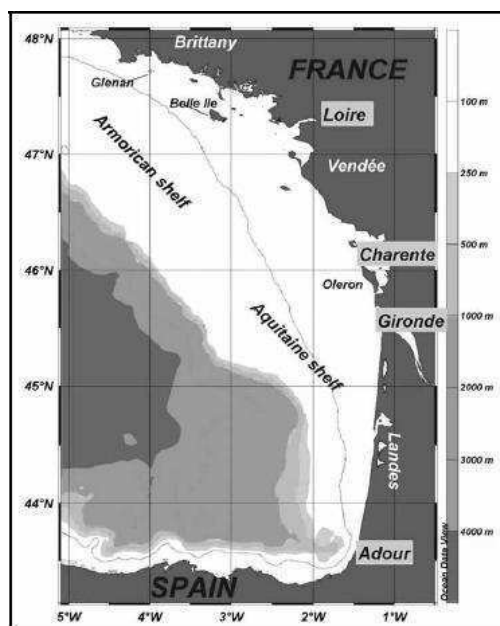 48°N
Brittany
FRANCE
Glenan
Belle Ile
100 m
Loire
Armorican shelf
47°N
Vendée
250 m
500 m
Charente
46°N
Oleron
Gironde
1000 m
Aquitaine shelf
45°N
2000 m
Landes
3000 m
44°N
4000 m
Adour
Ocean Data View
SPAIN
5°W
4°W
3°W
2°W
1°W